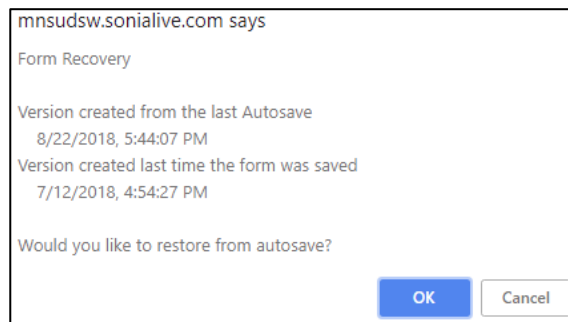 mnsudsw.sonialive.com says
Form Recovery
Version created from the last Autosave
8/22/2018, 5:44:07 PM
Version created last time the form was saved
7/12/2018, 4:54:27 PM
Would you like to restore from autosave?
OK
Cancel